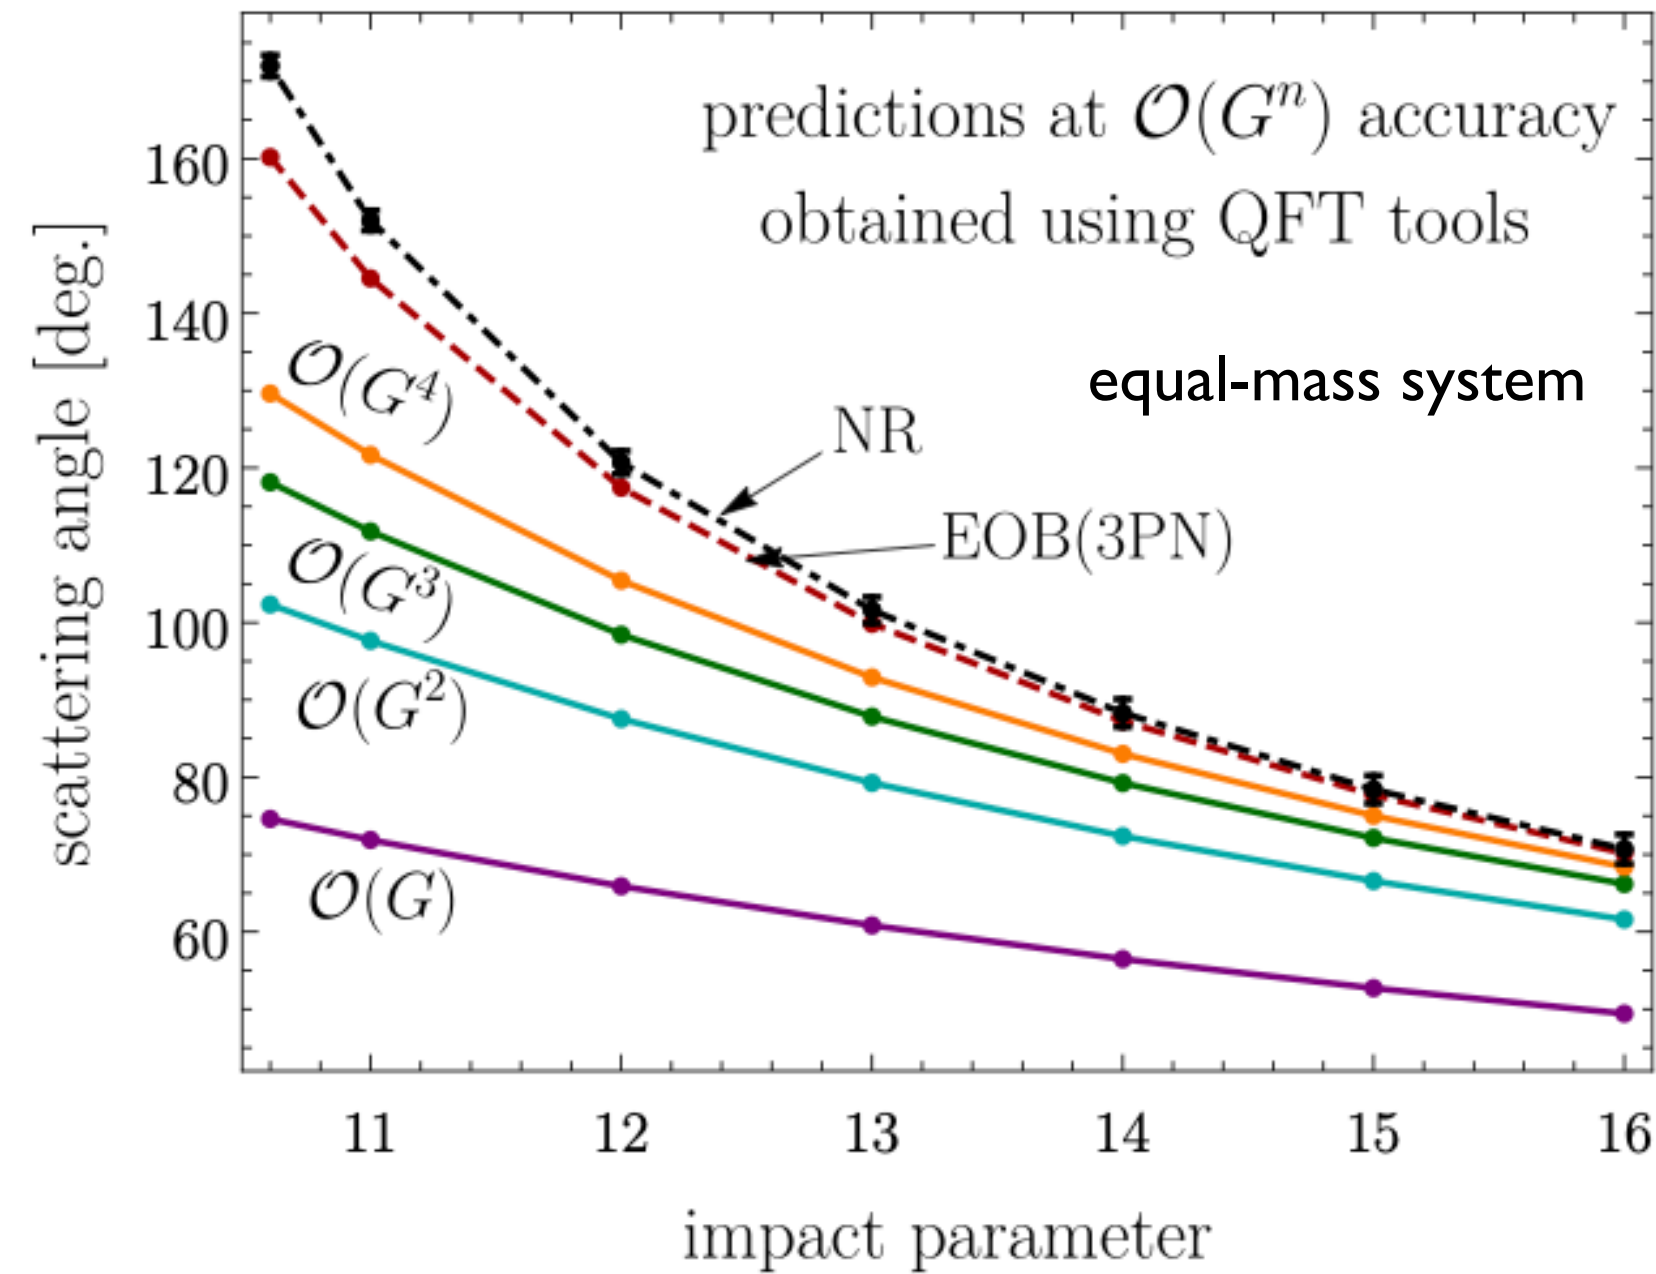 predictions at 𝒪(Gⁿ) accuracy
obtained using QFT tools
equal-mass system
NR
EOB(3PN)
𝒪(G⁴)
𝒪(G³)
𝒪(G²)
𝒪(G)
scattering angle [deg.]
160
140
120
100
80
60
11 12 13 14 15 16
impact parameter